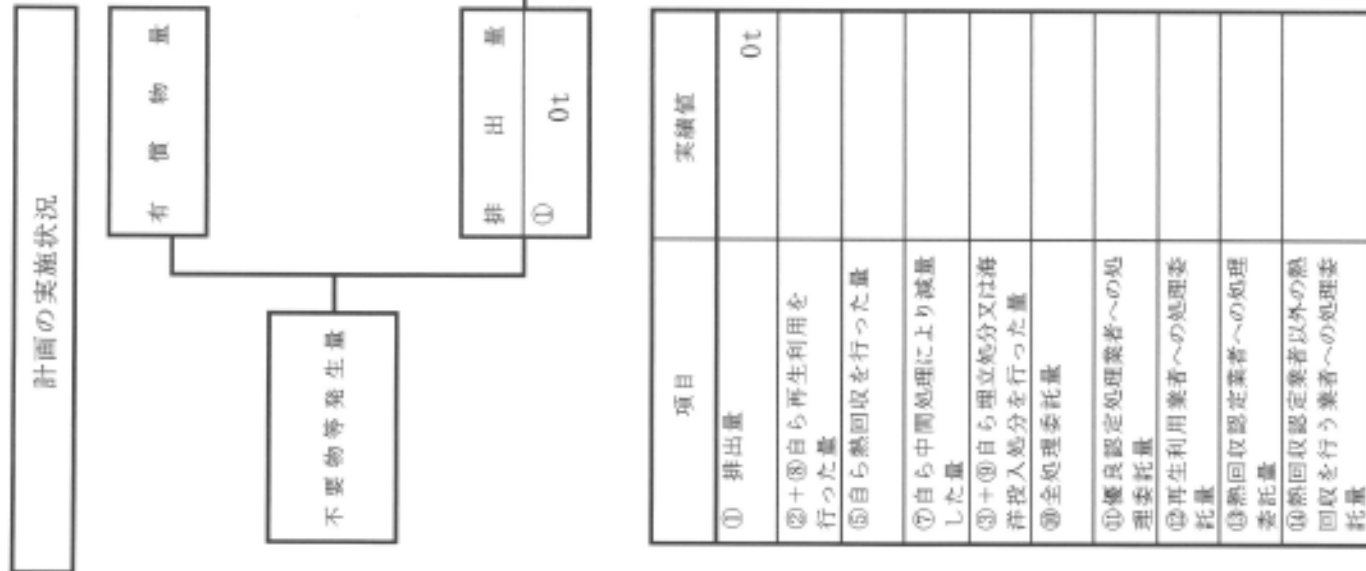 計画の実施状況
有償物量
不要物等発生量
排出量
①
0t
項目
実績値
① 排出量
0t
②+⑧自ら再生利用を
行った量
⑤自ら熱回収を行った量
⑦自ら中間処理により減量
した量
③+⑨自ら埋立処分又は海
洋投入処分を行った量
⑩全処理委託量
⑪優良認定処理業者への処
理委託量
⑫再生利用業者への処理委
託量
⑬熱回収認定業者への処理
委託量
⑭熱回収認定業者以外の熱
回収を行う業者への処理委
託量